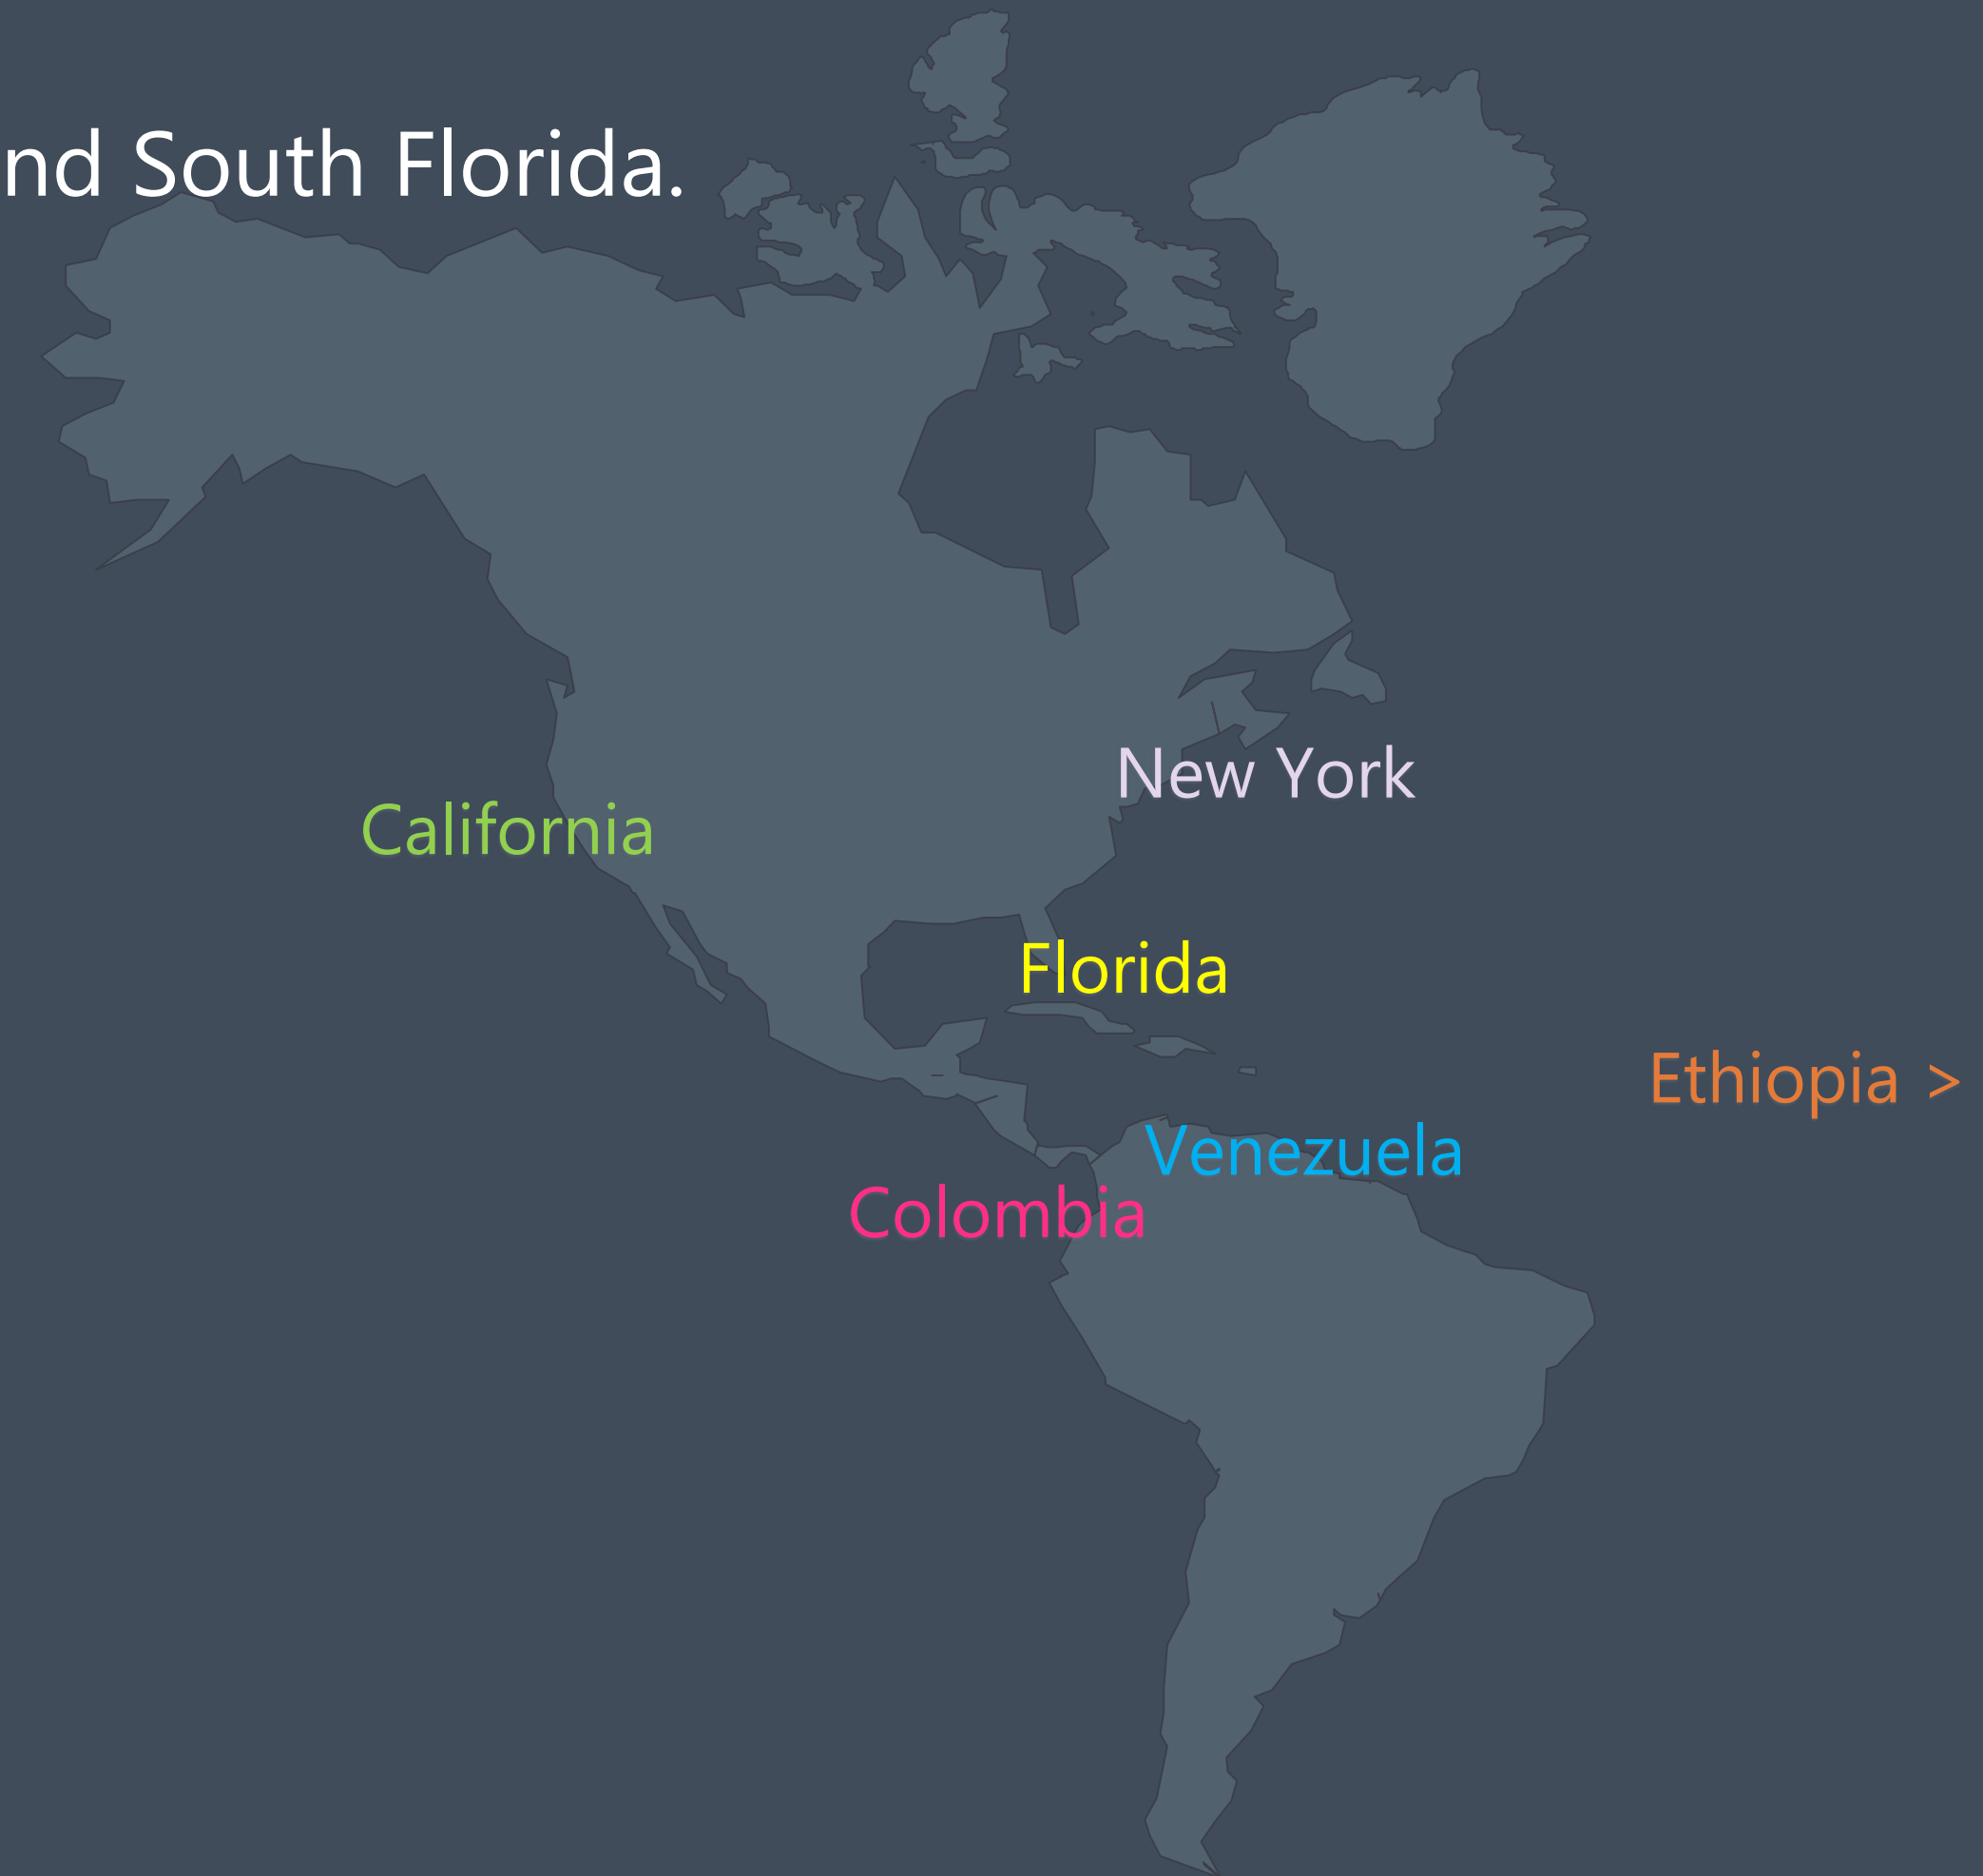 nd South Florida.
New York
California
Florida
Ethiopia >
Venezuela
Colombia